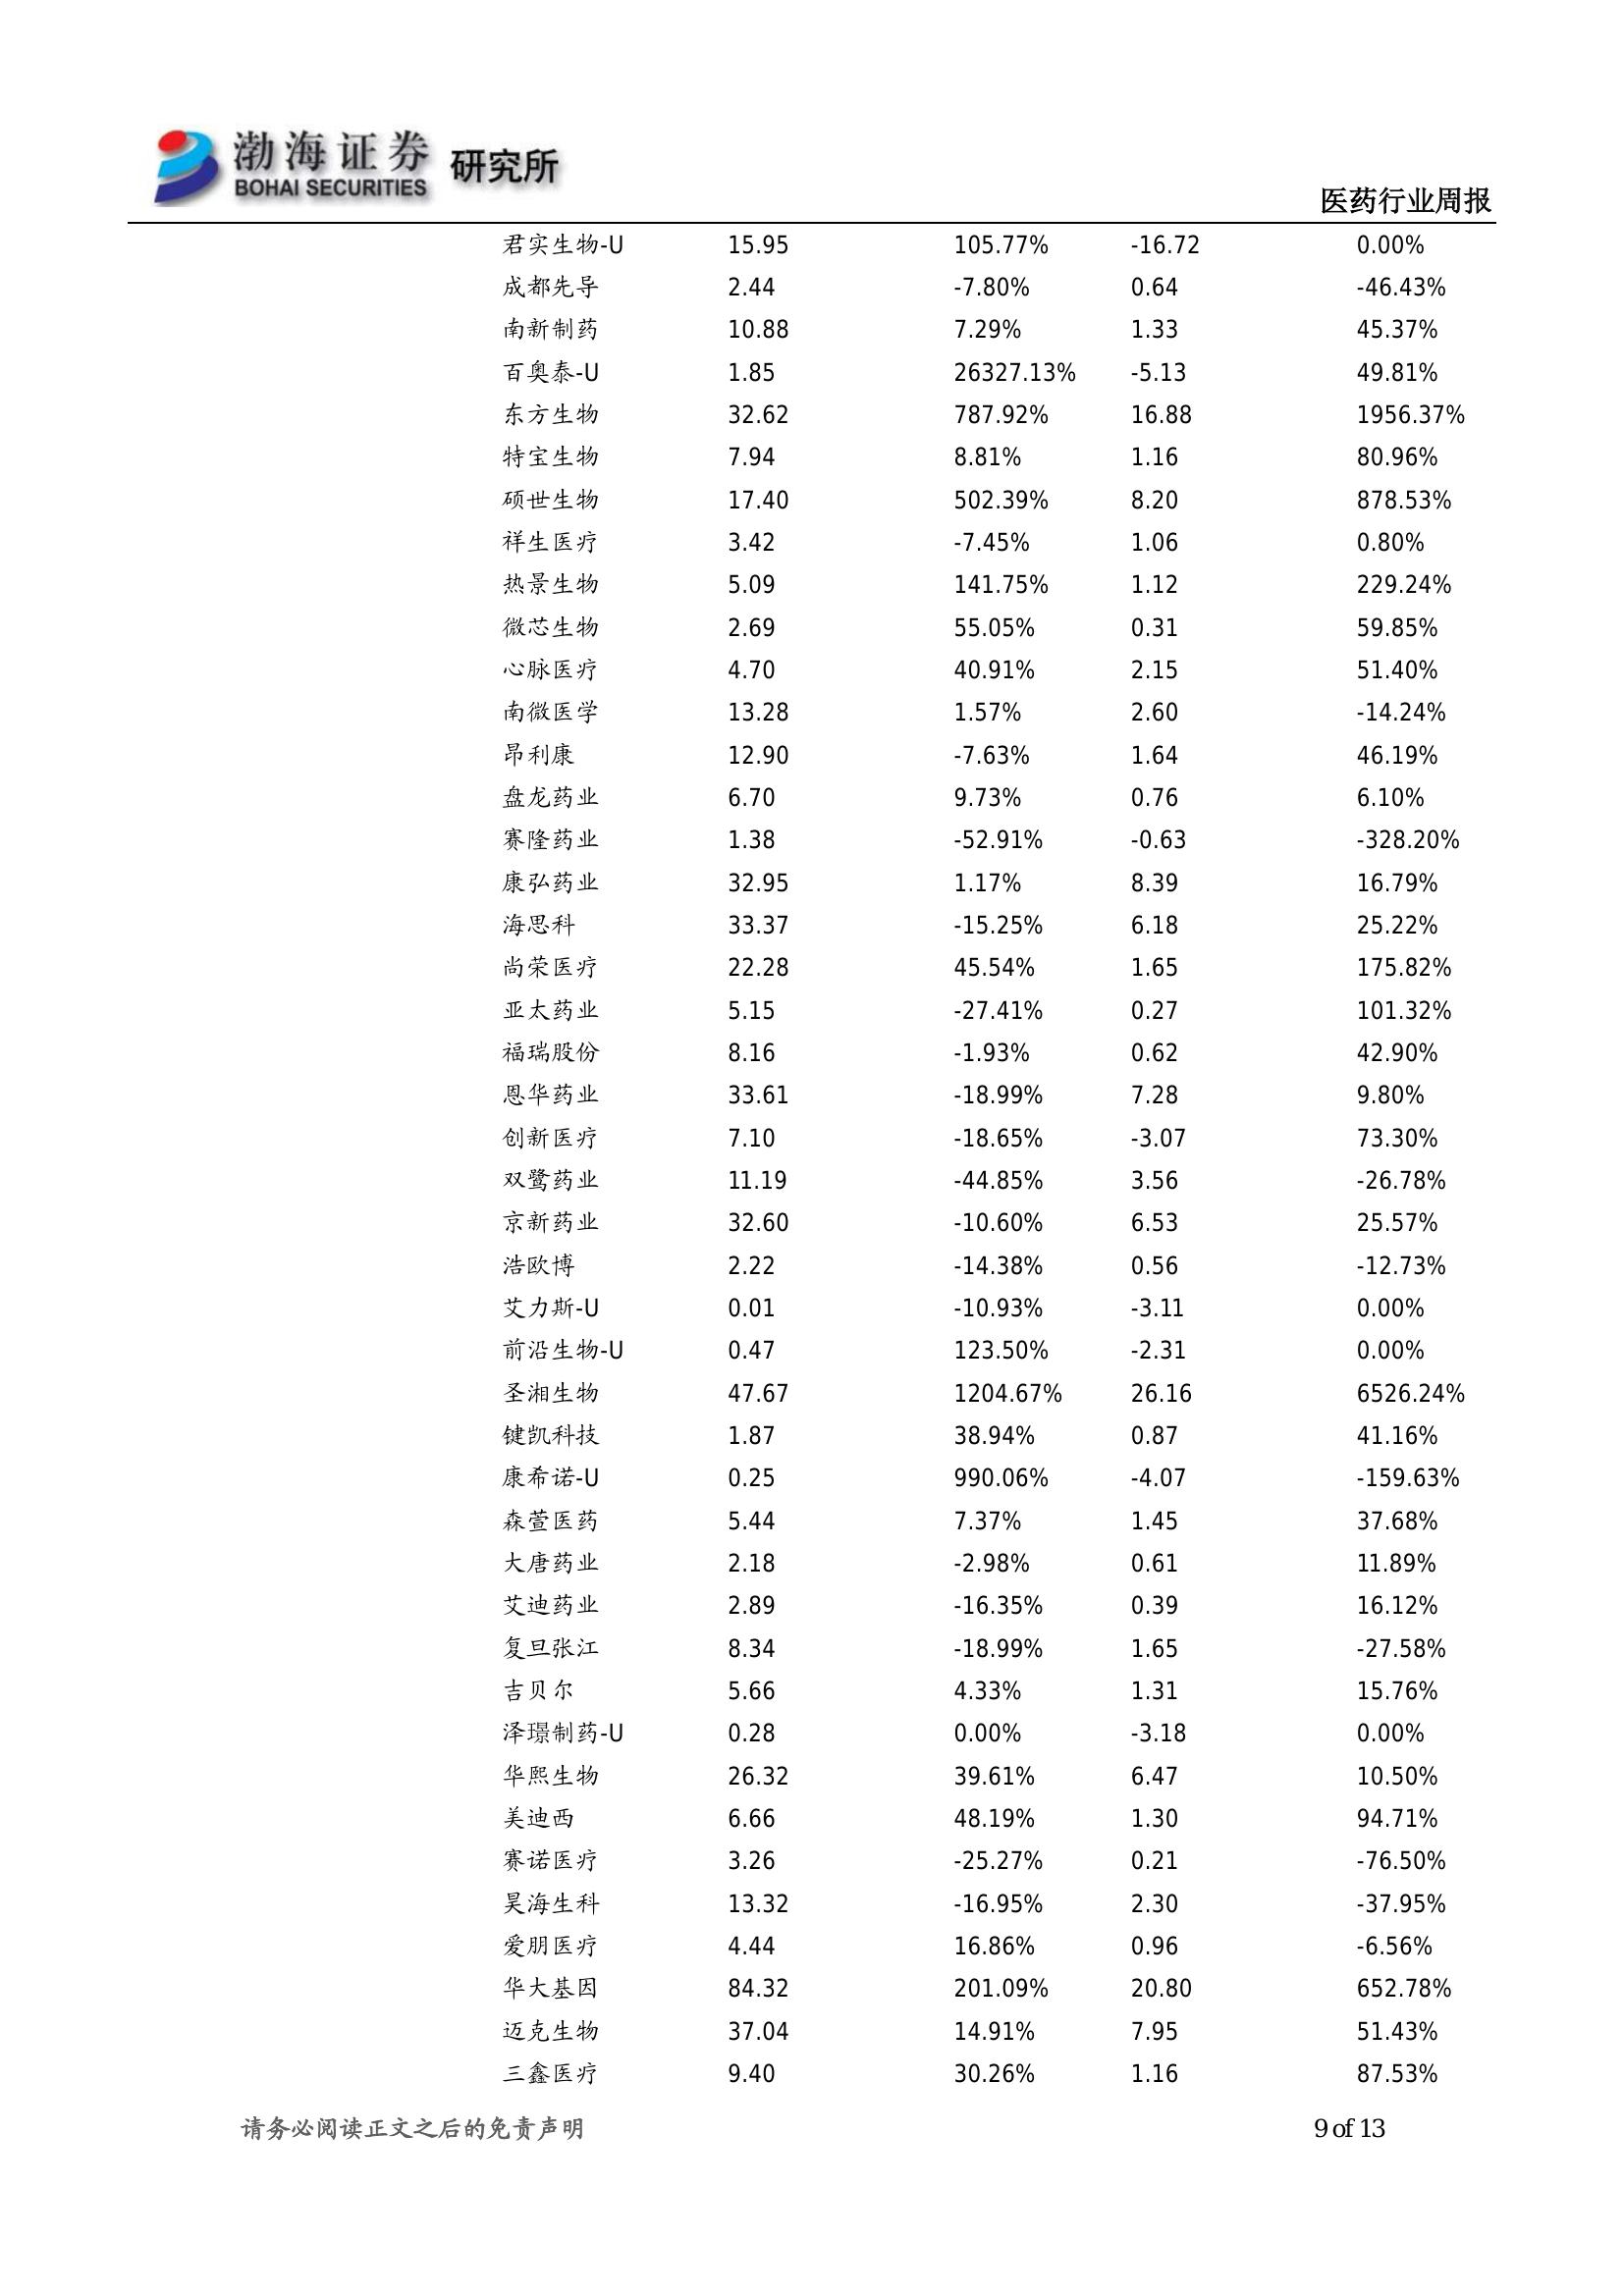 渤海证券 研究所
BOHAI SECURITIES
医药行业周报
君实生物-U 15.95 105.77% -16.72 0.00%
成都先导 2.44 -7.80% 0.64 -46.43%
南新制药 10.88 7.29% 1.33 45.37%
百奥泰-U 1.85 26327.13% -5.13 49.81%
东方生物 32.62 787.92% 16.88 1956.37%
特宝生物 7.94 8.81% 1.16 80.96%
硕世生物 17.40 502.39% 8.20 878.53%
祥生医疗 3.42 -7.45% 1.06 0.80%
热景生物 5.09 141.75% 1.12 229.24%
微芯生物 2.69 55.05% 0.31 59.85%
心脉医疗 4.70 40.91% 2.15 51.40%
南微医学 13.28 1.57% 2.60 -14.24%
昂利康 12.90 -7.63% 1.64 46.19%
盘龙药业 6.70 9.73% 0.76 6.10%
赛隆药业 1.38 -52.91% -0.63 -328.20%
康弘药业 32.95 1.17% 8.39 16.79%
海思科 33.37 -15.25% 6.18 25.22%
尚荣医疗 22.28 45.54% 1.65 175.82%
亚太药业 5.15 -27.41% 0.27 101.32%
福瑞股份 8.16 -1.93% 0.62 42.90%
恩华药业 33.61 -18.99% 7.28 9.80%
创新医疗 7.10 -18.65% -3.07 73.30%
双鹭药业 11.19 -44.85% 3.56 -26.78%
京新药业 32.60 -10.60% 6.53 25.57%
浩欧博 2.22 -14.38% 0.56 -12.73%
艾力斯-U 0.01 -10.93% -3.11 0.00%
前沿生物-U 0.47 123.50% -2.31 0.00%
圣湘生物 47.67 1204.67% 26.16 6526.24%
键凯科技 1.87 38.94% 0.87 41.16%
康希诺-U 0.25 990.06% -4.07 -159.63%
森萱医药 5.44 7.37% 1.45 37.68%
大唐药业 2.18 -2.98% 0.61 11.89%
艾迪药业 2.89 -16.35% 0.39 16.12%
复旦张江 8.34 -18.99% 1.65 -27.58%
吉贝尔 5.66 4.33% 1.31 15.76%
泽璟制药-U 0.28 0.00% -3.18 0.00%
华熙生物 26.32 39.61% 6.47 10.50%
美迪西 6.66 48.19% 1.30 94.71%
赛诺医疗 3.26 -25.27% 0.21 -76.50%
昊海生科 13.32 -16.95% 2.30 -37.95%
爱朋医疗 4.44 16.86% 0.96 -6.56%
华大基因 84.32 201.09% 20.80 652.78%
迈克生物 37.04 14.91% 7.95 51.43%
三鑫医疗 9.40 30.26% 1.16 87.53%
请务必阅读正文之后的免责声明 9 of 13